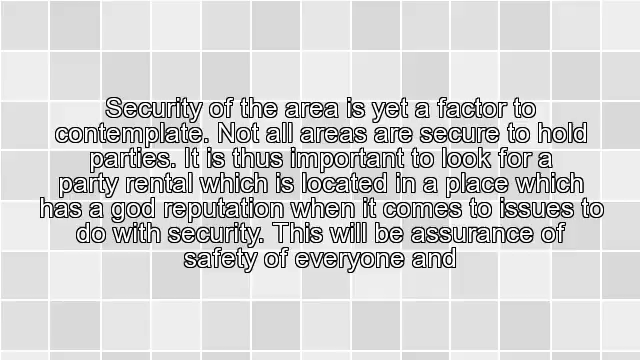 Security of the area is yet a factor to
contemplate. Not all areas are secure to hold
parties. It is thus important to look for a
party rental which is located in a place which
has a god reputation when it comes to issues to
do with security. This will be assurance of
safety of everyone and